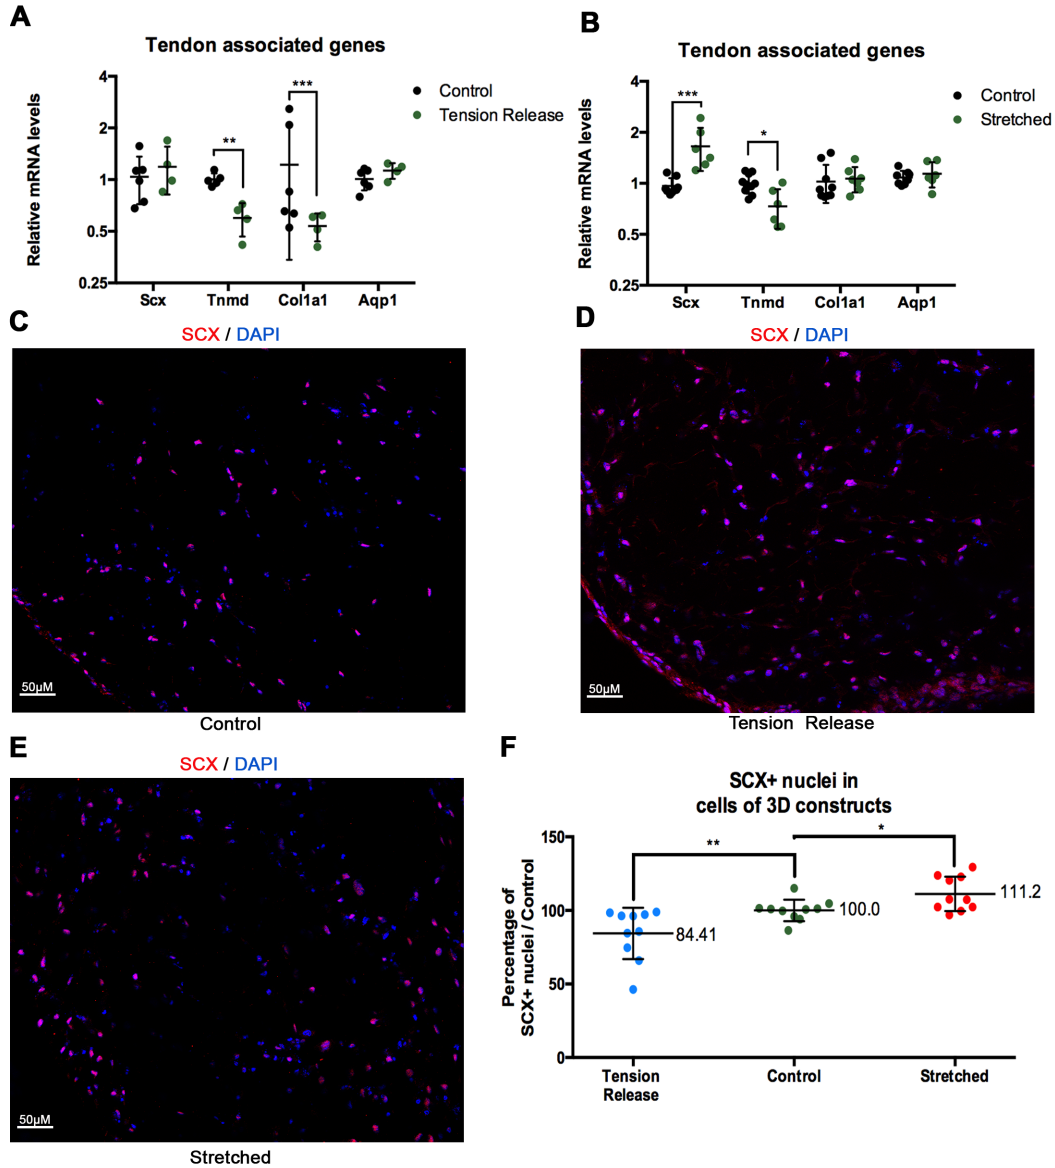 A
Tendon associated genes
Relative mRNA levels
4
2
1
0.5
0.25
**
***
Control
Tension Release
Scx
Tnmd
Col1a1
Aqp1
B
Tendon associated genes
Relative mRNA levels
4
2
1
0.5
0.25
***
*
Control
Stretched
Scx
Tnmd
Col1a1
Aqp1
C
SCX / DAPI
50μM
Control
D
SCX / DAPI
50μM
Tension Release
E
SCX / DAPI
50μM
Stretched
F
SCX+ nuclei in
cells of 3D constructs
Percentage of
SCX+ nuclei / Control
150
100
50
0
**
*
84.41
100.0
111.2
Tension
Release
Control
Stretched